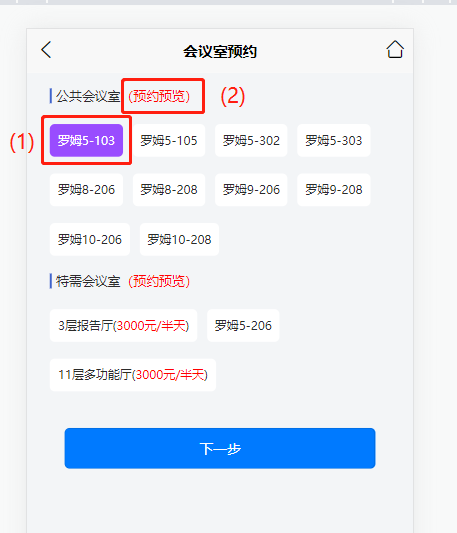 会议室预约
公共会议室 (预约预览) (2)
(1) 罗姆5-103 罗姆5-105 罗姆5-302 罗姆5-303
罗姆8-206 罗姆8-208 罗姆9-206 罗姆9-208
罗姆10-206 罗姆10-208
特需会议室 (预约预览)
3层报告厅(3000元/半天) 罗姆5-206
11层多功能厅(3000元/半天)
下一步